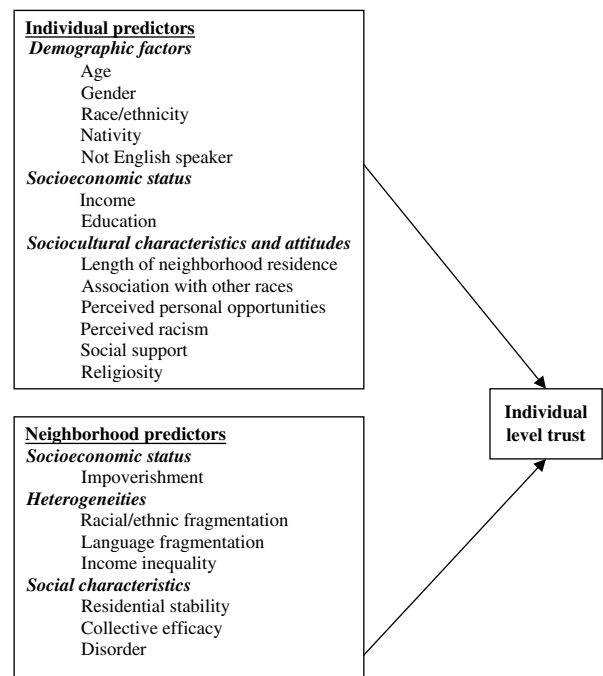 Individual predictors
Demographic factors
Age
Gender
Race/ethnicity
Nativity
Not English speaker
Socioeconomic status
Income
Education
Sociocultural characteristics and attitudes
Length of neighborhood residence
Association with other races
Perceived personal opportunities
Perceived racism
Social support
Religiosity
Individual
level trust
Neighborhood predictors
Socioeconomic status
Impoverishment
Heterogeneities
Racial/ethnic fragmentation
Language fragmentation
Income inequality
Social characteristics
Residential stability
Collective efficacy
Disorder